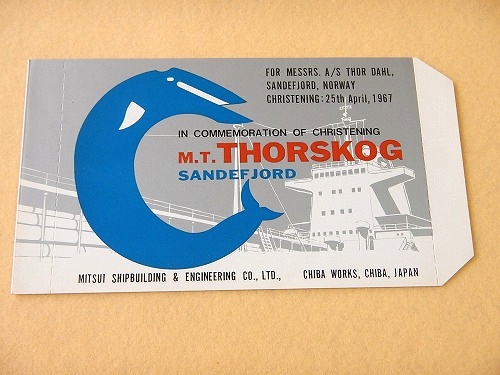 FOR MESSRS. A/S THOR DAHL,
SANDEFJORD, NORWAY
CHRISTENING: 25th April, 1967
IN COMMEMORATION OF CHRISTENING
M.T. THORSKOG
SANDEFJORD
MITSUI SHIPBUILDING & ENGINEERING CO., LTD., CHIBA WORKS, CHIBA, JAPAN